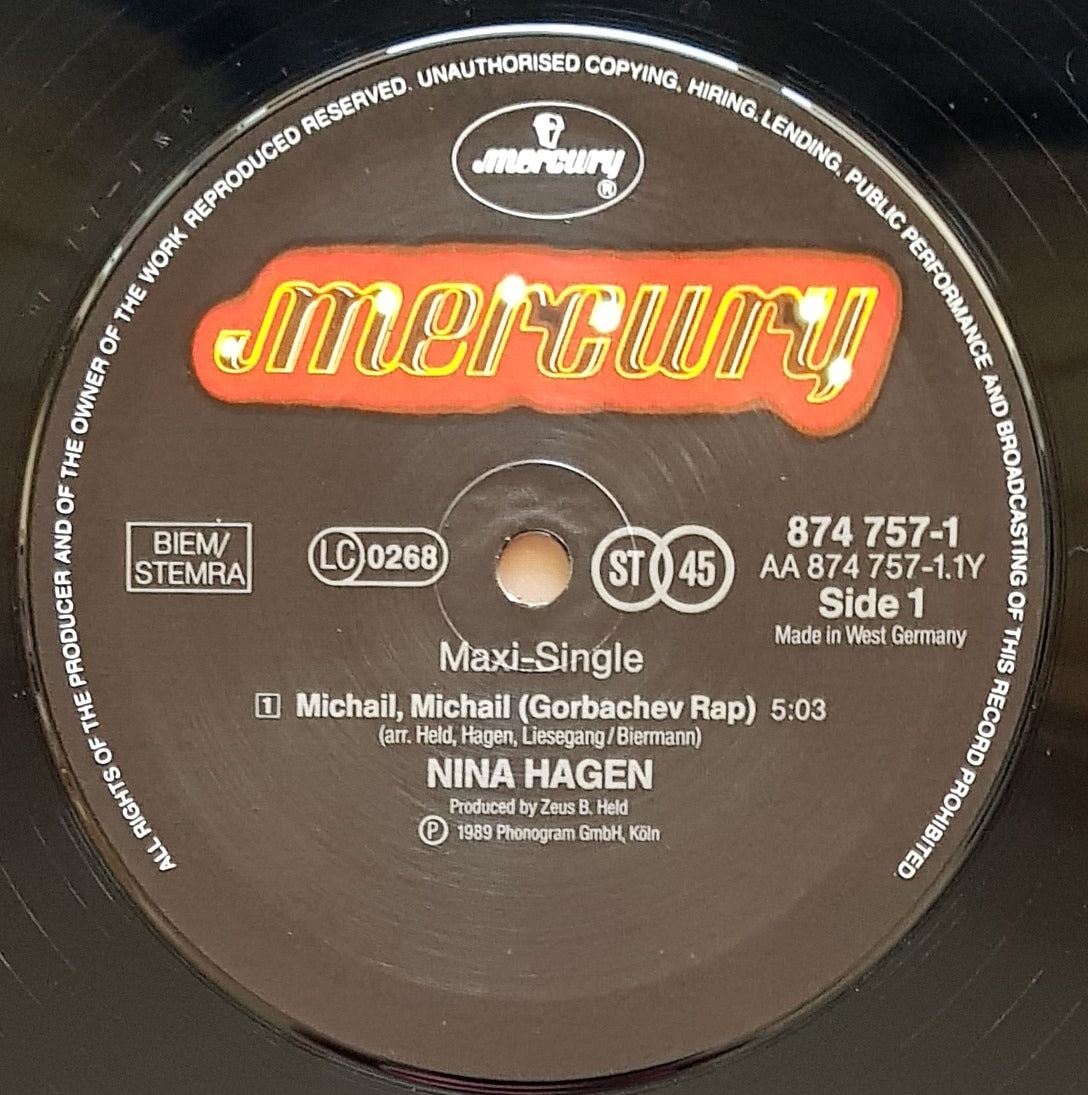 ALL RIGHTS OF THE PRODUCER AND OF THE OWNER OF THE WORK REPRODUCED RESERVED. UNAUTHORISED COPYING, HIRING, LENDING, PUBLIC PERFORMANCE AND BROADCASTING OF THIS RECORD PROHIBITED.
mercury
®
mercury
BIEM/
STEMRA
LC 0268
ST 45
874 757-1
AA 874 757-1.1Y
Side 1
Made in West Germany
Maxi-Single
1 Michail, Michail (Gorbachev Rap) 5:03
(arr. Held, Hagen, Liesegang/Biermann)
NINA HAGEN
Produced by Zeus B. Held
℗ 1989 Phonogram GmbH, Köln